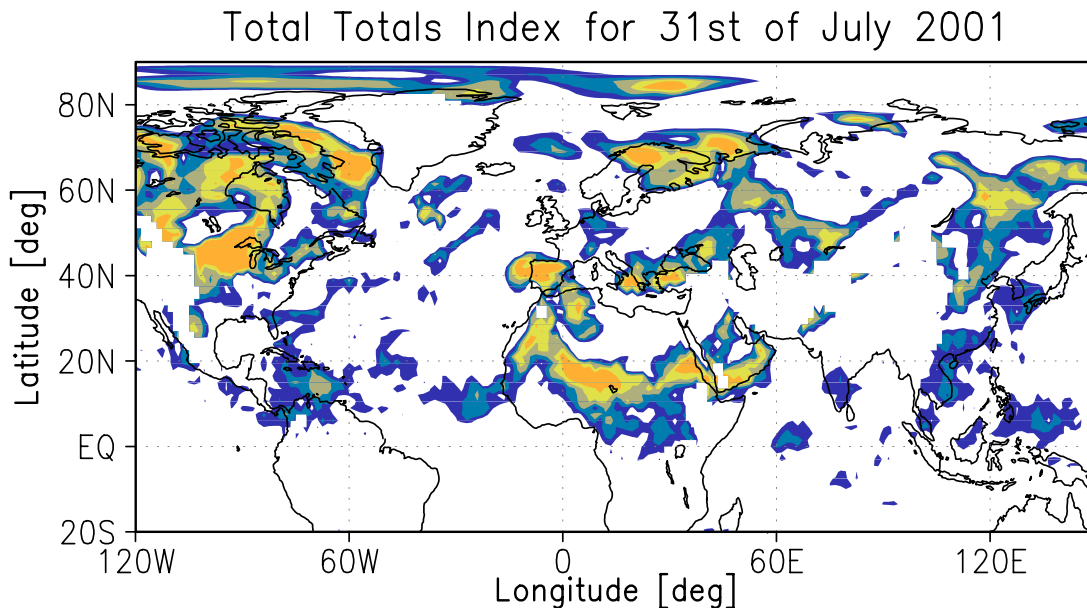 Total Totals Index for 31st of July 2001
Latitude [deg]
80N
60N
40N
20N
EQ
20S
120W 60W 0 60E 120E
Longitude [deg]